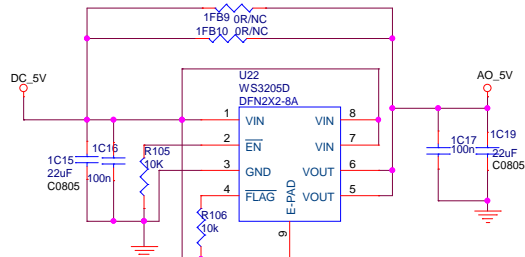 1FB9 0R/NC
1FB10 0R/NC
DC_5V
U22
WS3205D
DFN2X2-8A
AO_5V
1 VIN VIN 8
2 EN VIN 7
3 GND VOUT 6
4 FLAG VOUT 5
E-PAD
9
1C15
22uF
C0805
1C16
100n
R105
10K
R106
10k
1C17
100n
1C19
22uF
C0805